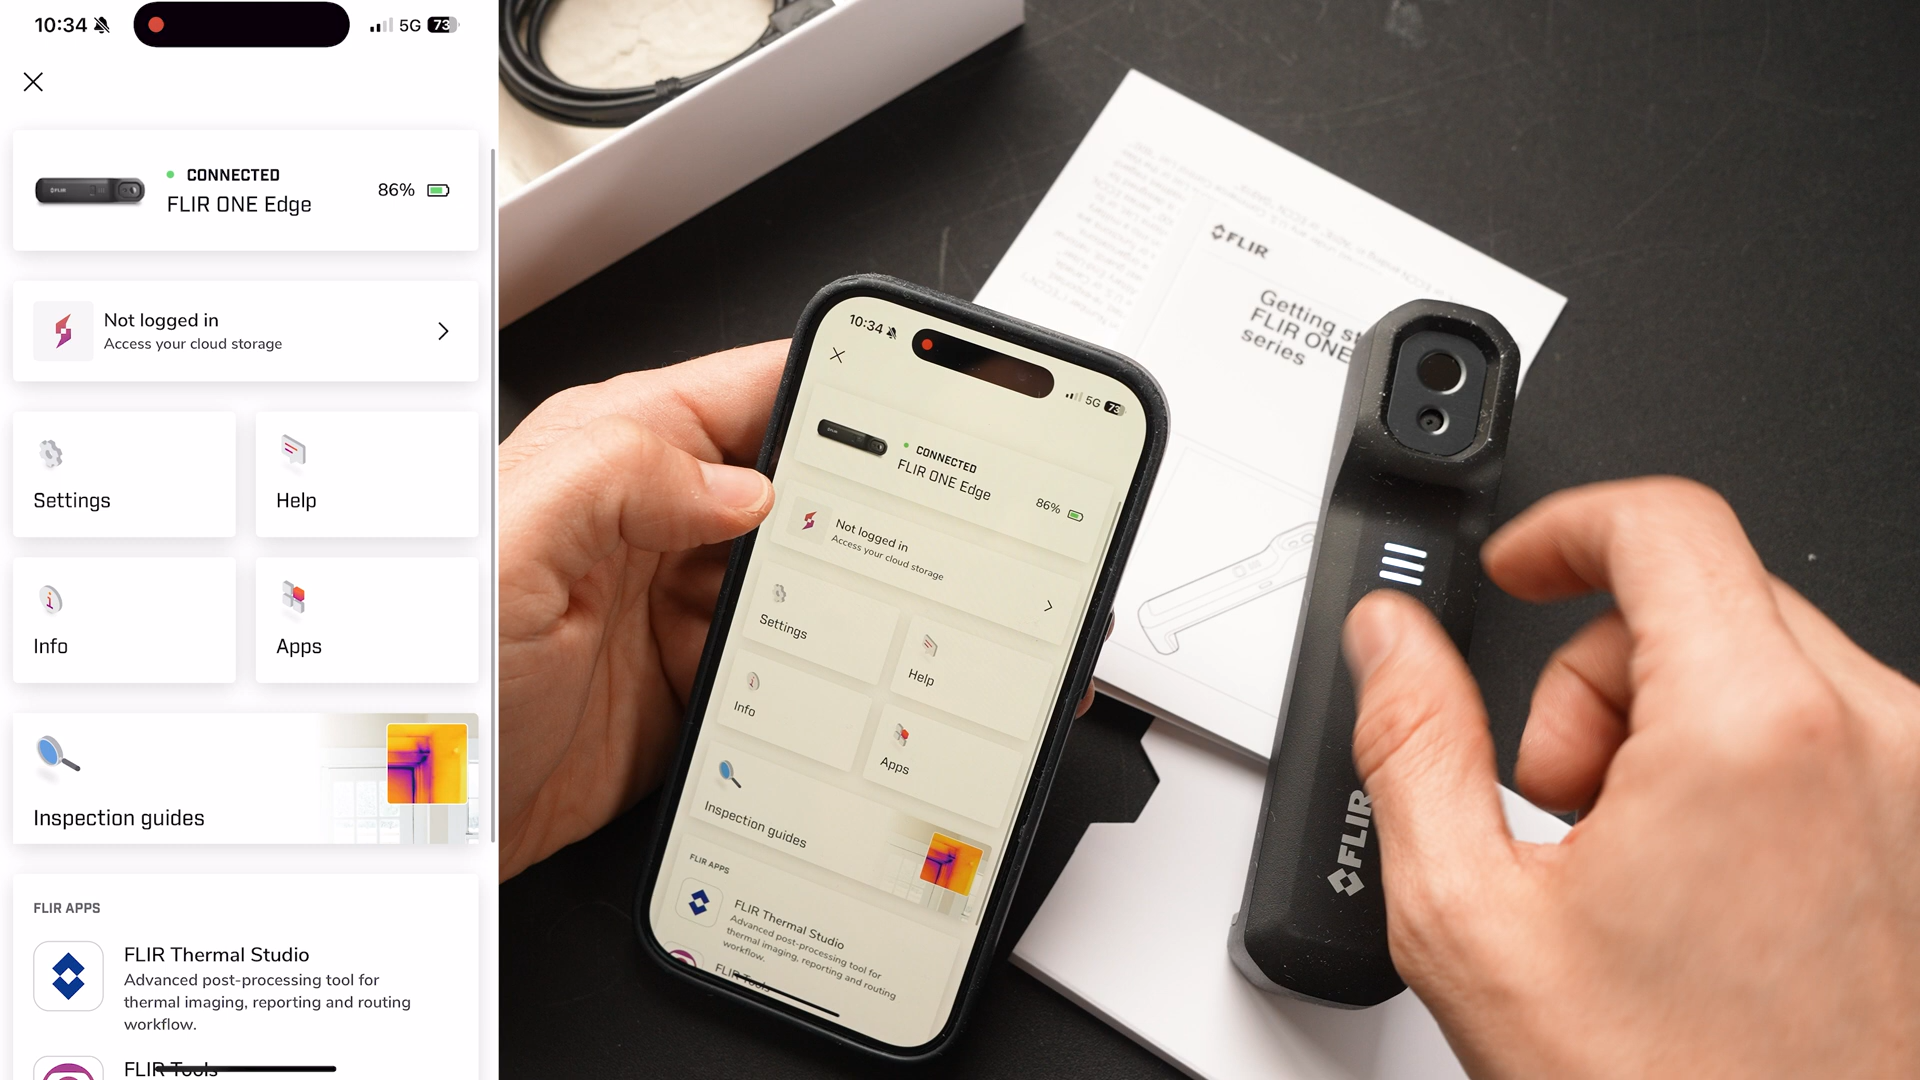 10:34
5G
73
CONNECTED
FLIR ONE Edge
86%
Not logged in
Access your cloud storage
Settings
Help
Info
Apps
Inspection guides
FLIR APPS
FLIR Thermal Studio
Advanced post-processing tool for
thermal imaging, reporting and routing
workflow.
FLIR Tools
FLIR
Getting st
FLIR ONE
series
10:34
5G
73
CONNECTED
FLIR ONE Edge
86%
Not logged in
Access your cloud storage
Settings
Help
Info
Apps
Inspection guides
FLIR APPS
FLIR Thermal Studio
Advanced post-processing tool for
thermal imaging, reporting and routing
workflow.
FLIR Tools
FLIR